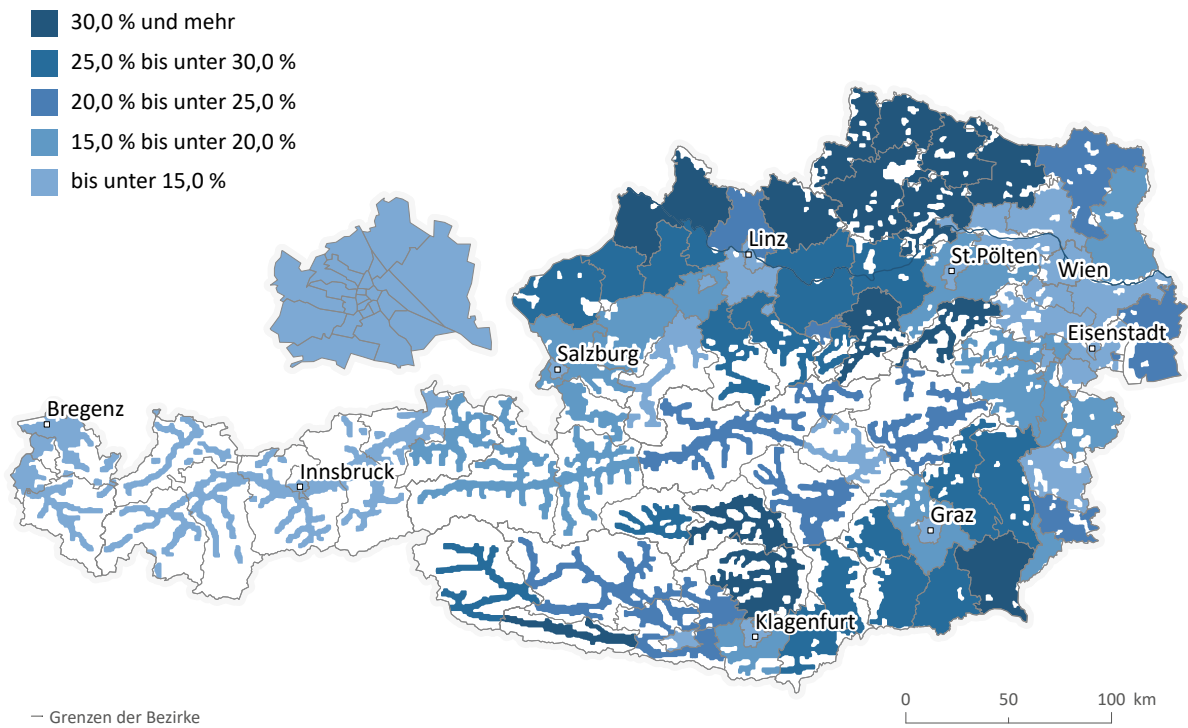 30,0 % und mehr
25,0 % bis unter 30,0 %
20,0 % bis unter 25,0 %
15,0 % bis unter 20,0 %
bis unter 15,0 %
Linz
St.Pölten
Wien
Eisenstadt
Salzburg
Bregenz
Innsbruck
Graz
Klagenfurt
0 50 100 km
Grenzen der Bezirke